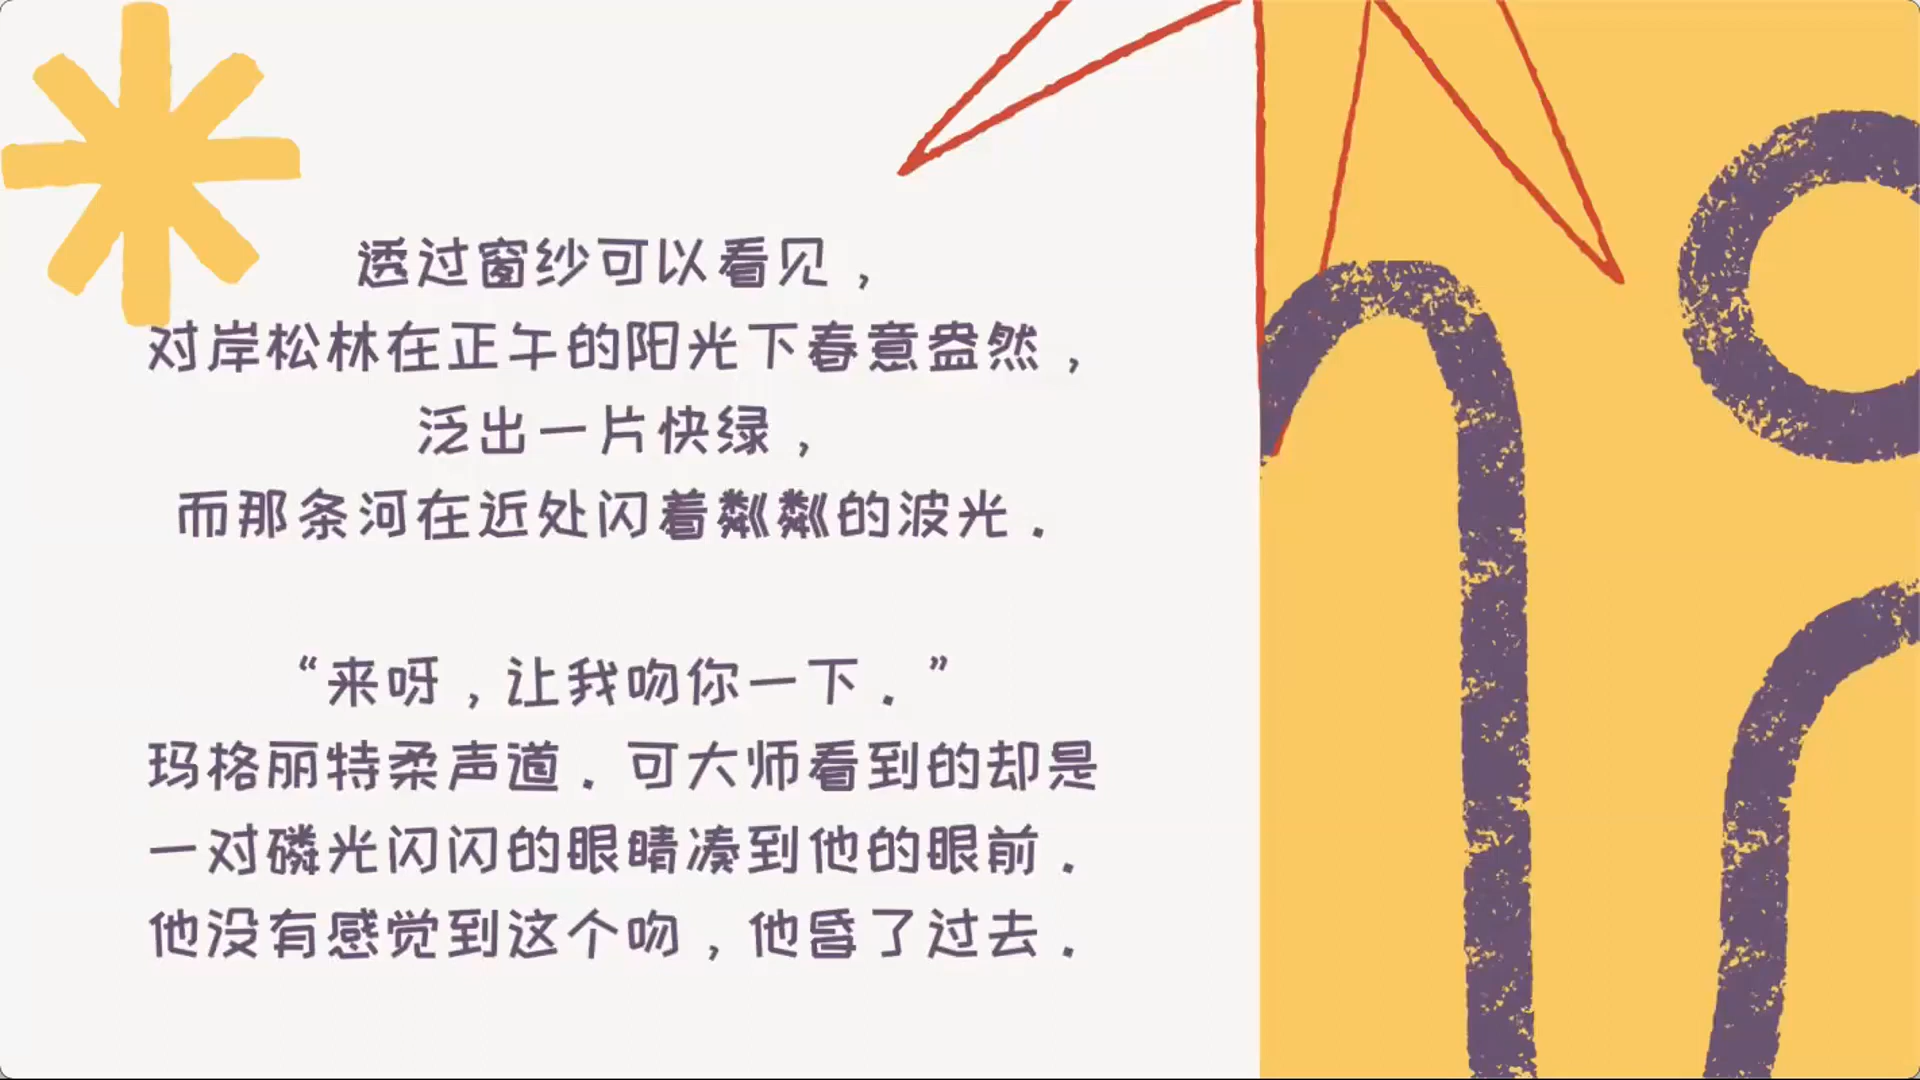 透过窗纱可以看见，
对岸松林在正午的阳光下春意盎然，
泛出一片快绿，
而那条河在近处闪着粼粼的波光．

“来呀，让我吻你一下．”
玛格丽特柔声道．可大师看到的却是
一对磷光闪闪的眼睛凑到他的眼前．
他没有感觉到这个吻，他昏了过去．